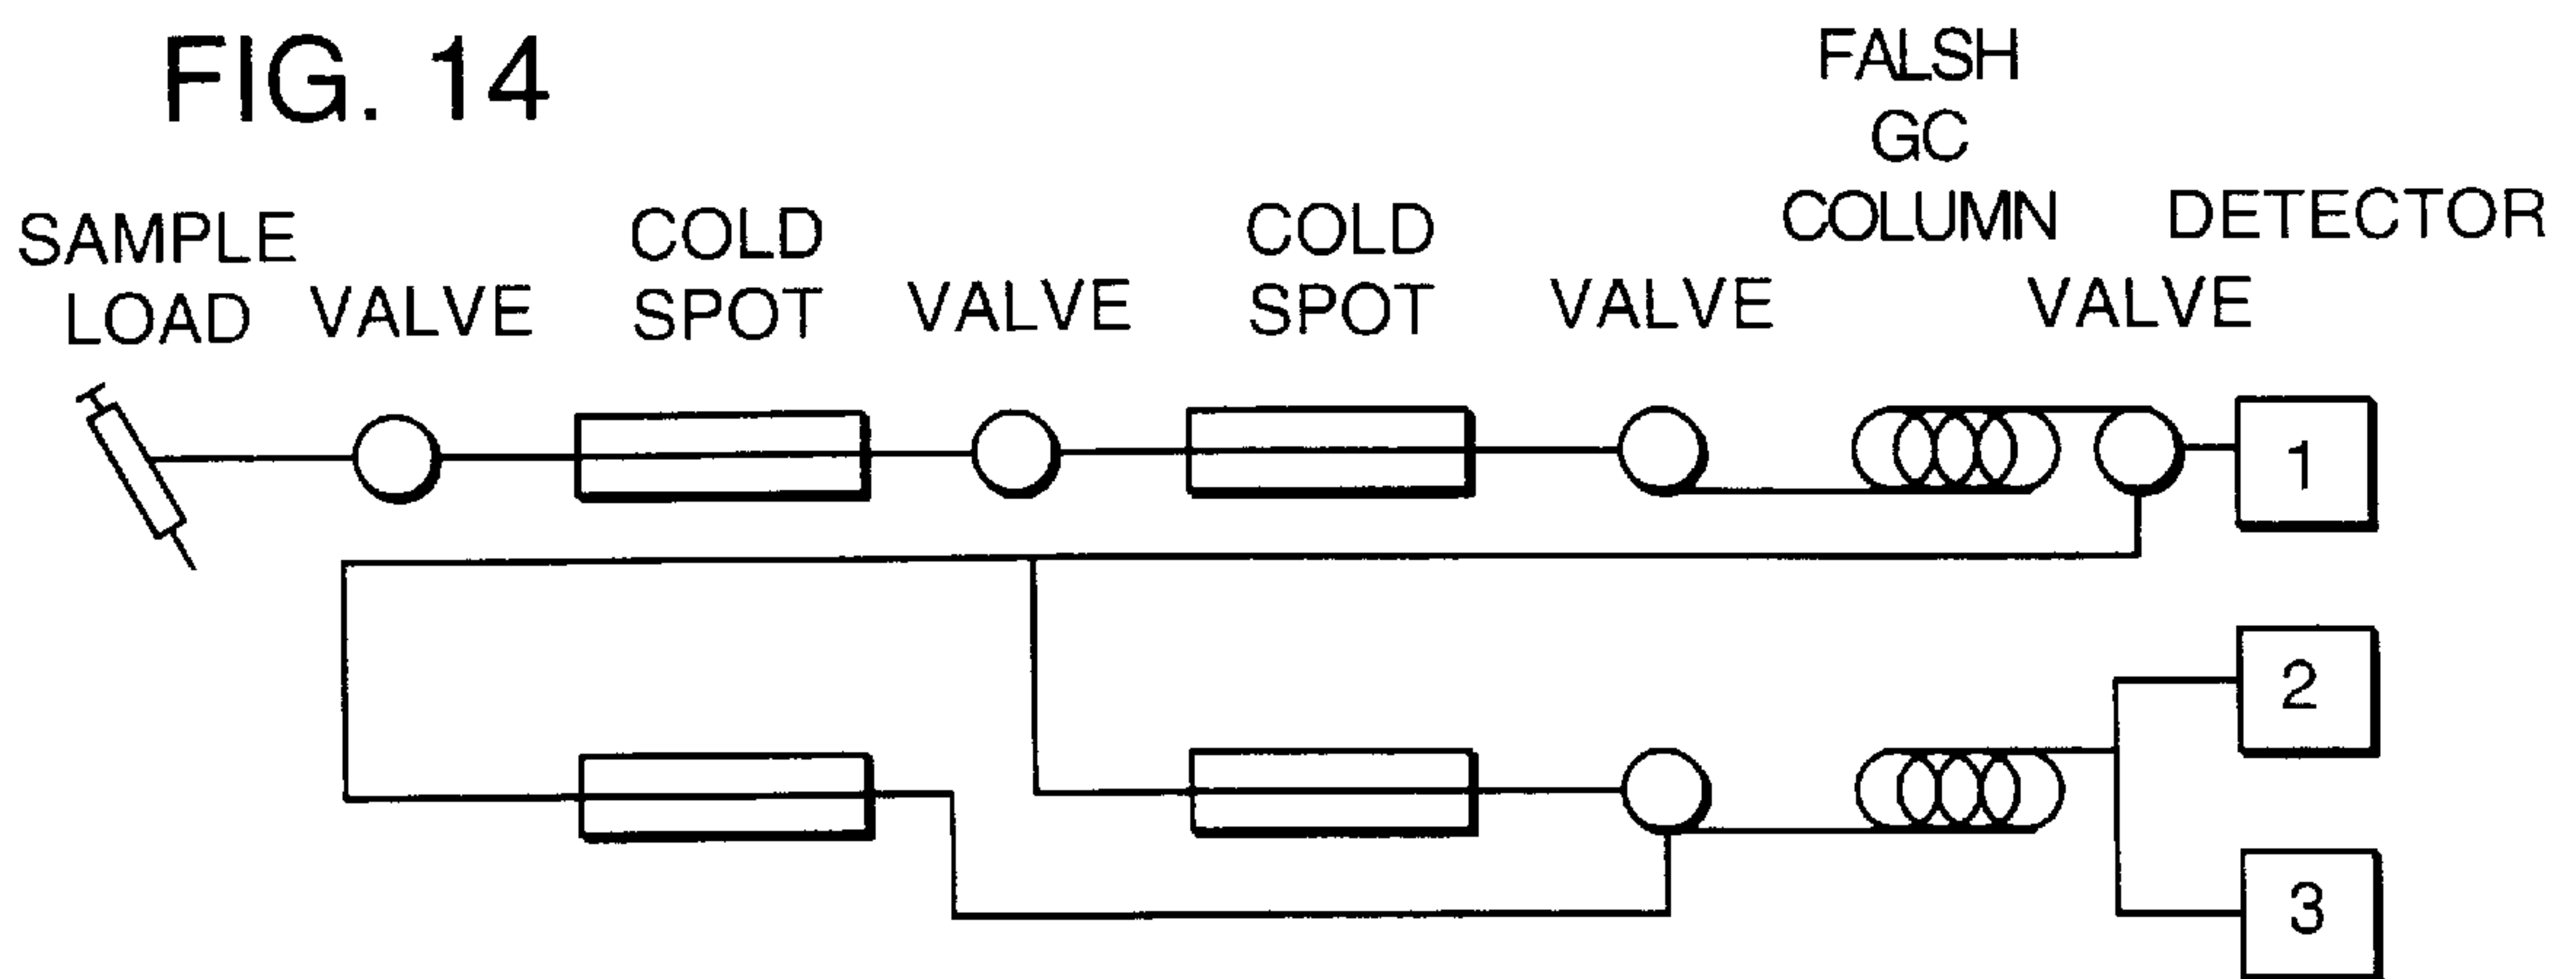 FIG. 14
SAMPLE
LOAD
VALVE
COLD
SPOT
VALVE
COLD
SPOT
VALVE
FALSH
GC
COLUMN
VALVE
DETECTOR
1
2
3